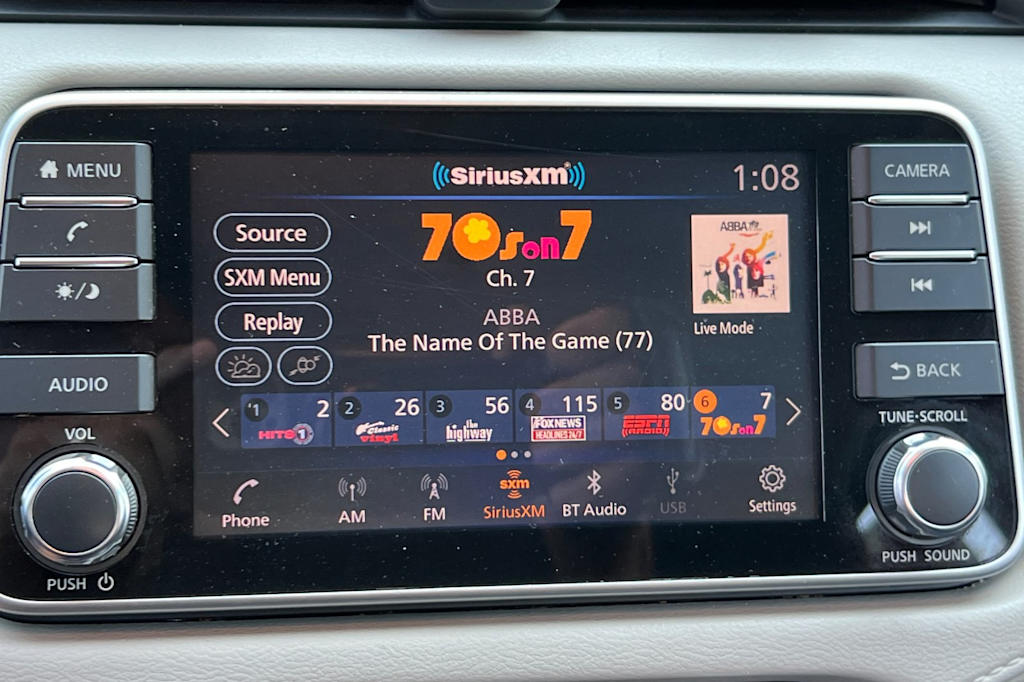 MENU
AUDIO
VOL
PUSH
SiriusXM
1:08
Source
SXM Menu
Replay
70s on 7
Ch. 7
ABBA
The Name Of The Game (77)
ABBA
Live Mode
1 2 HITS 1
2 26 Classic vinyl
3 56 the highway
4 115 FOX NEWS HEADLINES 24/7
5 80 ESPN RADIO
6 7 70s on 7
Phone
AM
FM
sxm
SiriusXM
BT Audio
USB
Settings
CAMERA
BACK
TUNE·SCROLL
PUSH SOUND